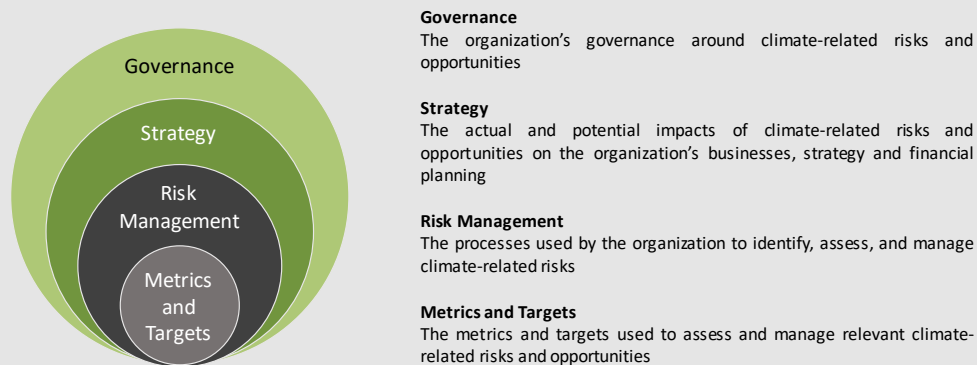 Governance
Strategy
Risk
Management
Metrics
and
Targets
Governance
The organization’s governance around climate-related risks and
opportunities
Strategy
The actual and potential impacts of climate-related risks and
opportunities on the organization’s businesses, strategy and financial
planning
Risk Management
The processes used by the organization to identify, assess, and manage
climate-related risks
Metrics and Targets
The metrics and targets used to assess and manage relevant climate-
related risks and opportunities